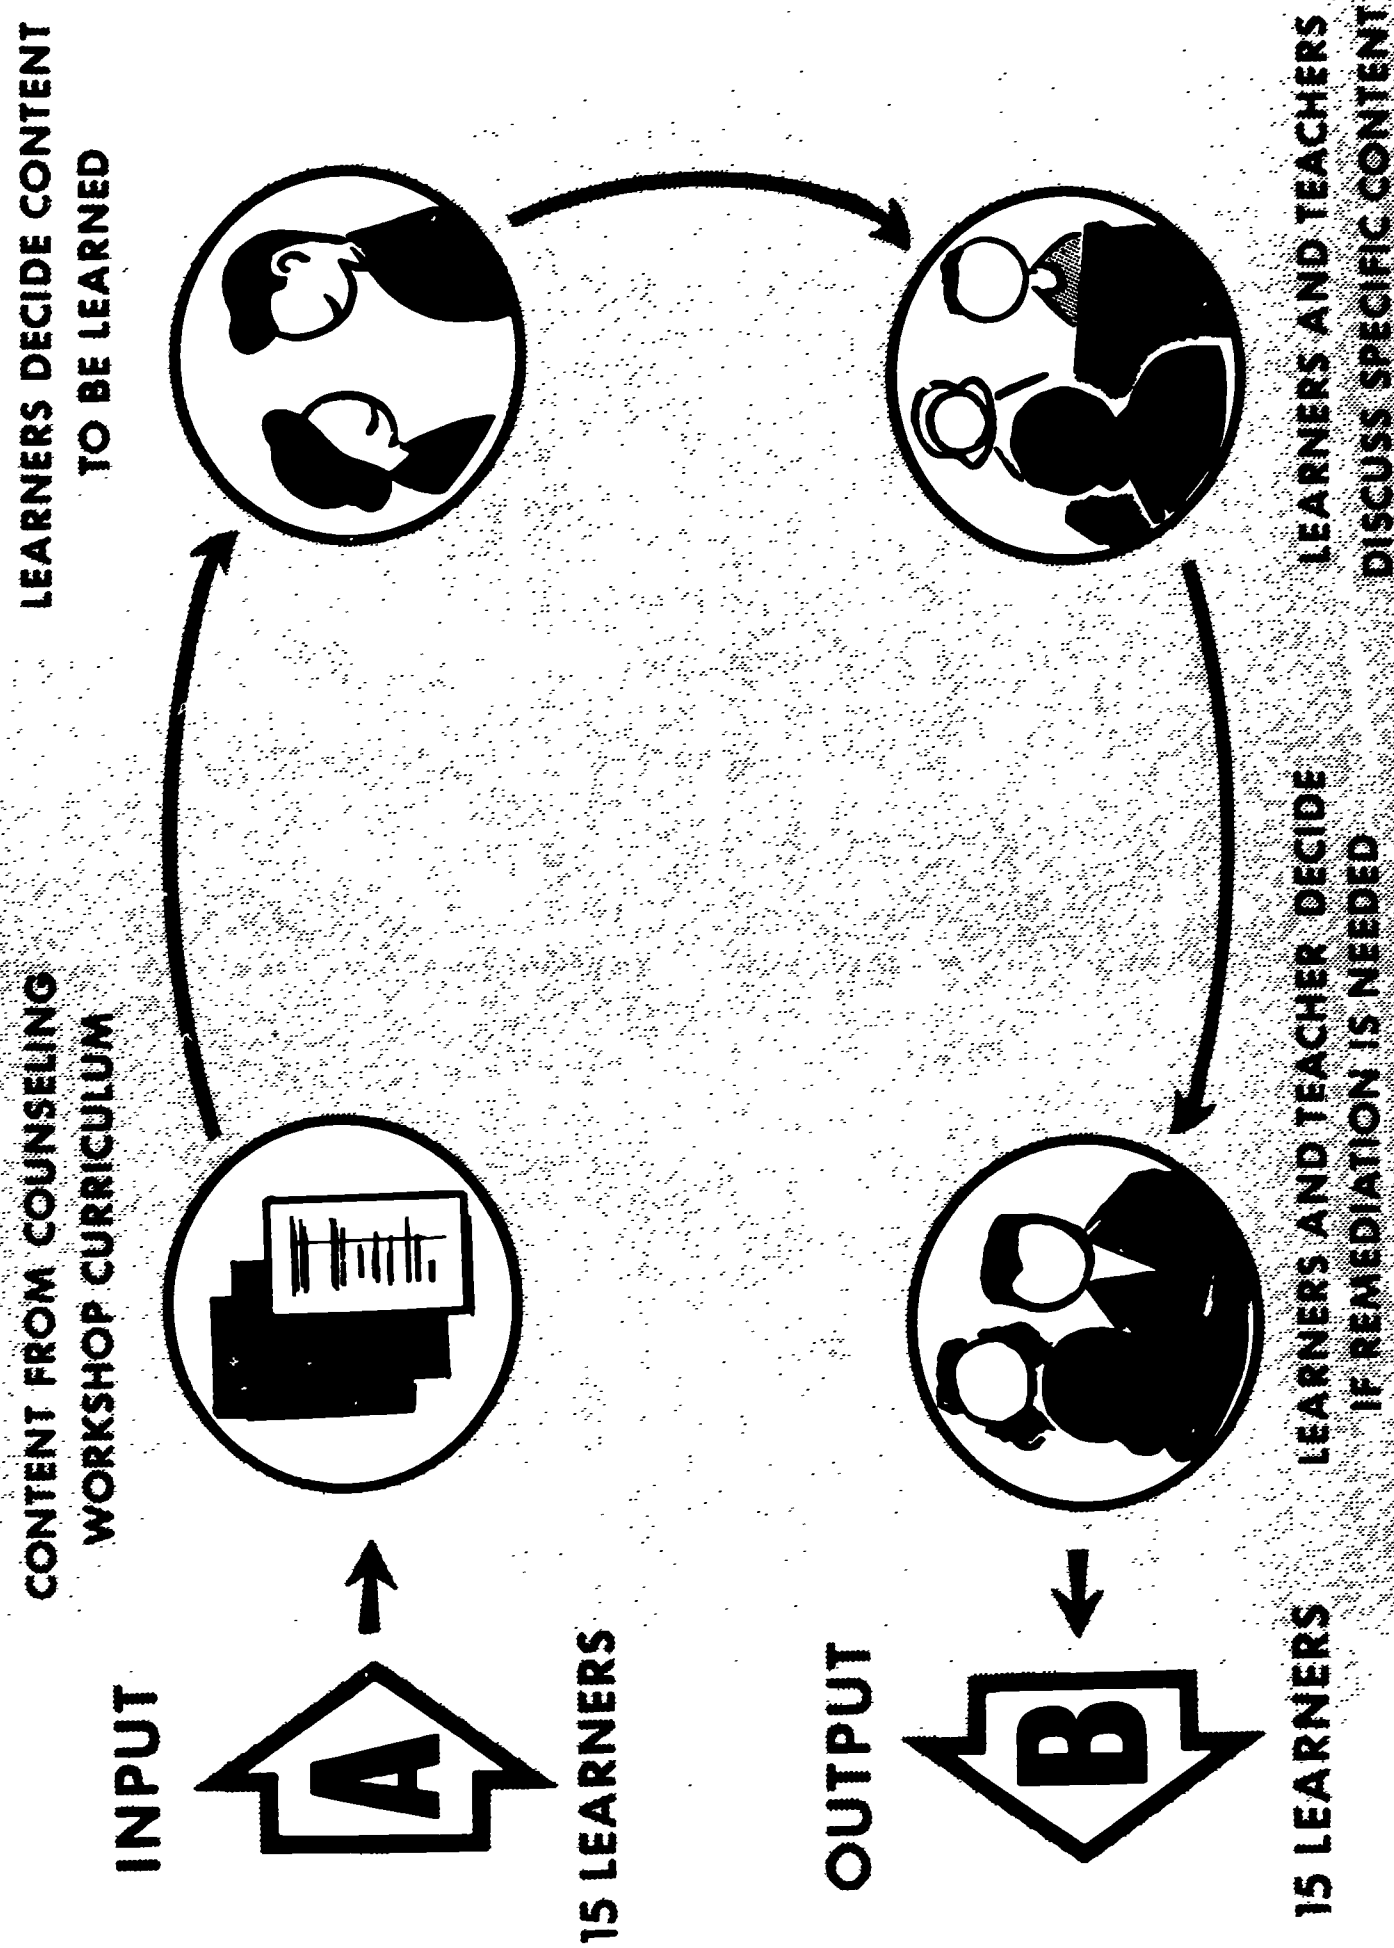 CONTENT FROM COUNSELING
WORKSHOP CURRICULUM
LEARNERS DECIDE CONTENT
TO BE LEARNED
INPUT
A
15 LEARNERS
OUTPUT
B
15 LEARNERS
LEARNERS AND TEACHER DECIDE
IF REMEDIATION IS NEEDED
LEARNERS AND TEACHERS
DISCUSS SPECIFIC CONTENT